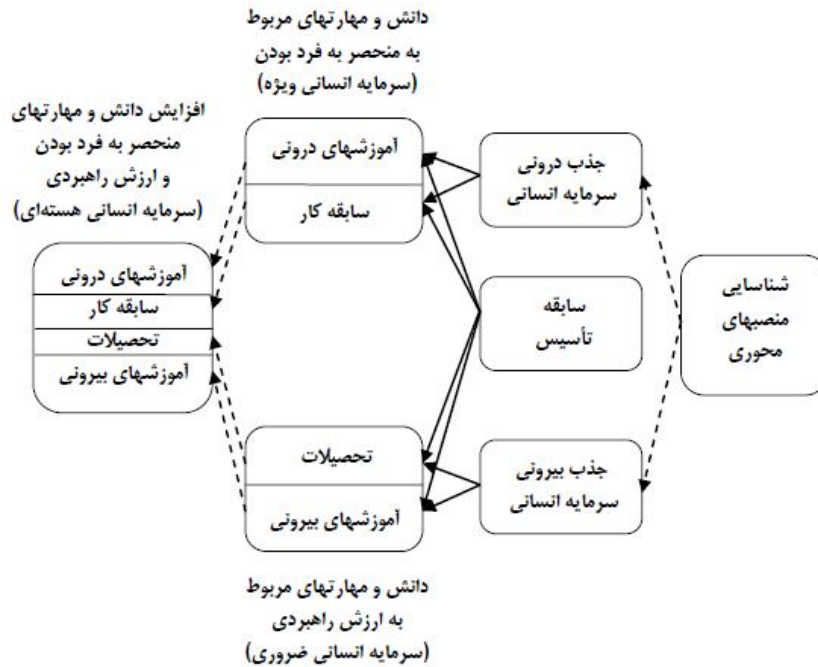 دانش و مهارتهای مربوط
به منحصر به فرد بودن
(سرمایه انسانی ویژه)
افزایش دانش و مهارتهای
منحصر به فرد بودن
و ارزش راهبردی
(سرمایه انسانی هسته‌ای)
جذب درونی
سرمایه انسانی
آموزشهای درونی
سابقه کار
شناسایی
منصبهای
محوری
سابقه
تأسیس
آموزشهای درونی
سابقه کار
تحصیلات
آموزشهای بیرونی
جذب بیرونی
سرمایه انسانی
تحصیلات
آموزشهای بیرونی
دانش و مهارتهای مربوط
به ارزش راهبردی
(سرمایه انسانی ضروری)